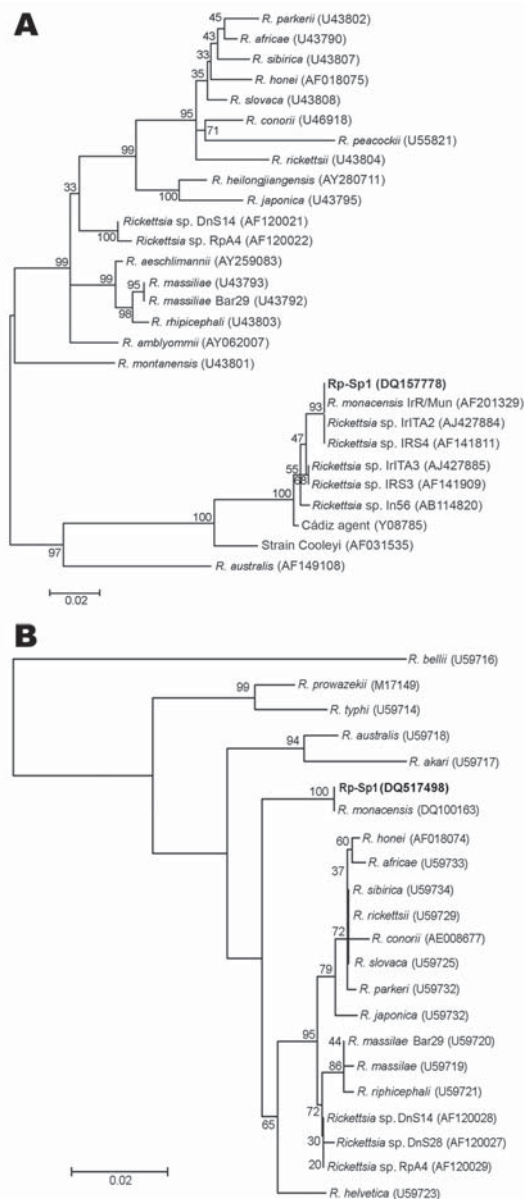 A
45
R. parkerii (U43802)
43
R. africae (U43790)
33
R. sibirica (U43807)
35
R. honei (AF018075)
R. slovaca (U43808)
95
R. conorii (U46918)
71
R. peacockii (U55821)
99
R. rickettsii (U43804)
R. heilongjiangensis (AY280711)
100
R. japonica (U43795)
33
Rickettsia sp. DnS14 (AF120021)
100
Rickettsia sp. RpA4 (AF120022)
99
R. aeschlimannii (AY259083)
99
95
R. massiliae (U43793)
R. massiliae Bar29 (U43792)
98
R. rhipicephali (U43803)
R. amblyommii (AY062007)
R. montanensis (U43801)
Rp-Sp1 (DQ157778)
93
R. monacensis IrR/Mun (AF201329)
Rickettsia sp. IrITA2 (AJ427884)
47
Rickettsia sp. IRS4 (AF141811)
55
Rickettsia sp. IrITA3 (AJ427885)
68
Rickettsia sp. IRS3 (AF141909)
100
Rickettsia sp. In56 (AB114820)
100
Cádiz agent (Y08785)
Strain Cooleyi (AF031535)
97
R. australis (AF149108)
0.02
B
R. bellii (U59716)
99
R. prowazekii (M17149)
R. typhi (U59714)
94
R. australis (U59718)
R. akari (U59717)
100
Rp-Sp1 (DQ517498)
R. monacensis (DQ100163)
60
R. honei (AF018074)
37
R. africae (U59733)
R. sibirica (U59734)
R. rickettsii (U59729)
72
R. conorii (AE008677)
R. slovaca (U59725)
79
R. parkeri (U59732)
R. japonica (U59732)
95
44
R. massilae Bar29 (U59720)
86
R. massilae (U59719)
R. riphicephali (U59721)
72
Rickettsia sp. DnS14 (AF120028)
30
Rickettsia sp. DnS28 (AF120027)
20
Rickettsia sp. RpA4 (AF120029)
65
R. helvetica (U59723)
0.02